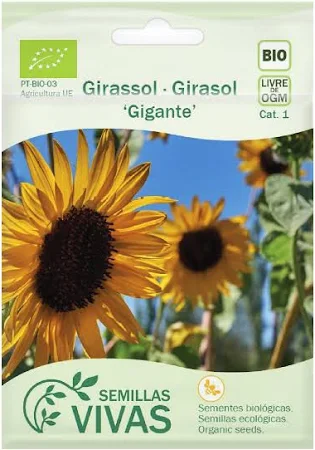 PT-BIO-03
Agricultura UE
Girassol · Girasol
‘Gigante’
BIO
LIVRE
DE
OGM
Cat. 1
SEMILLAS
VIVAS
Sementes biológicas.
Semillas ecológicas.
Organic seeds.